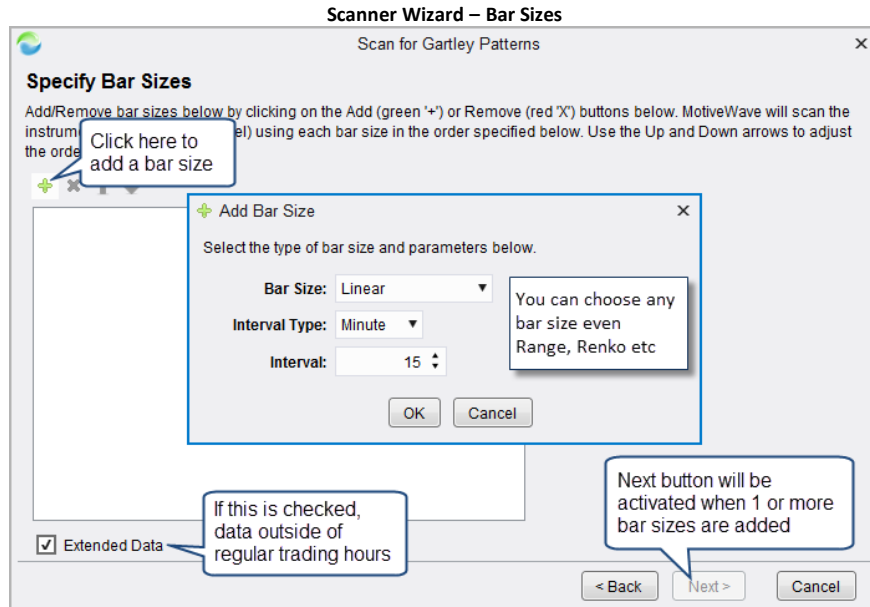 Scanner Wizard – Bar Sizes
Scan for Gartley Patterns
Specify Bar Sizes
Add/Remove bar sizes below by clicking on the Add (green '+') or Remove (red 'X') buttons below. MotiveWave will scan the
instrum el) using each bar size in the order specified below. Use the Up and Down arrows to adjust
the orde
Click here to
add a bar size
Add Bar Size
Select the type of bar size and parameters below.
Bar Size: Linear
Interval Type: Minute
Interval: 15
You can choose any
bar size even
Range, Renko etc
OK Cancel
If this is checked,
data outside of
regular trading hours
Next button will be
activated when 1 or more
bar sizes are added
Extended Data
< Back Next > Cancel